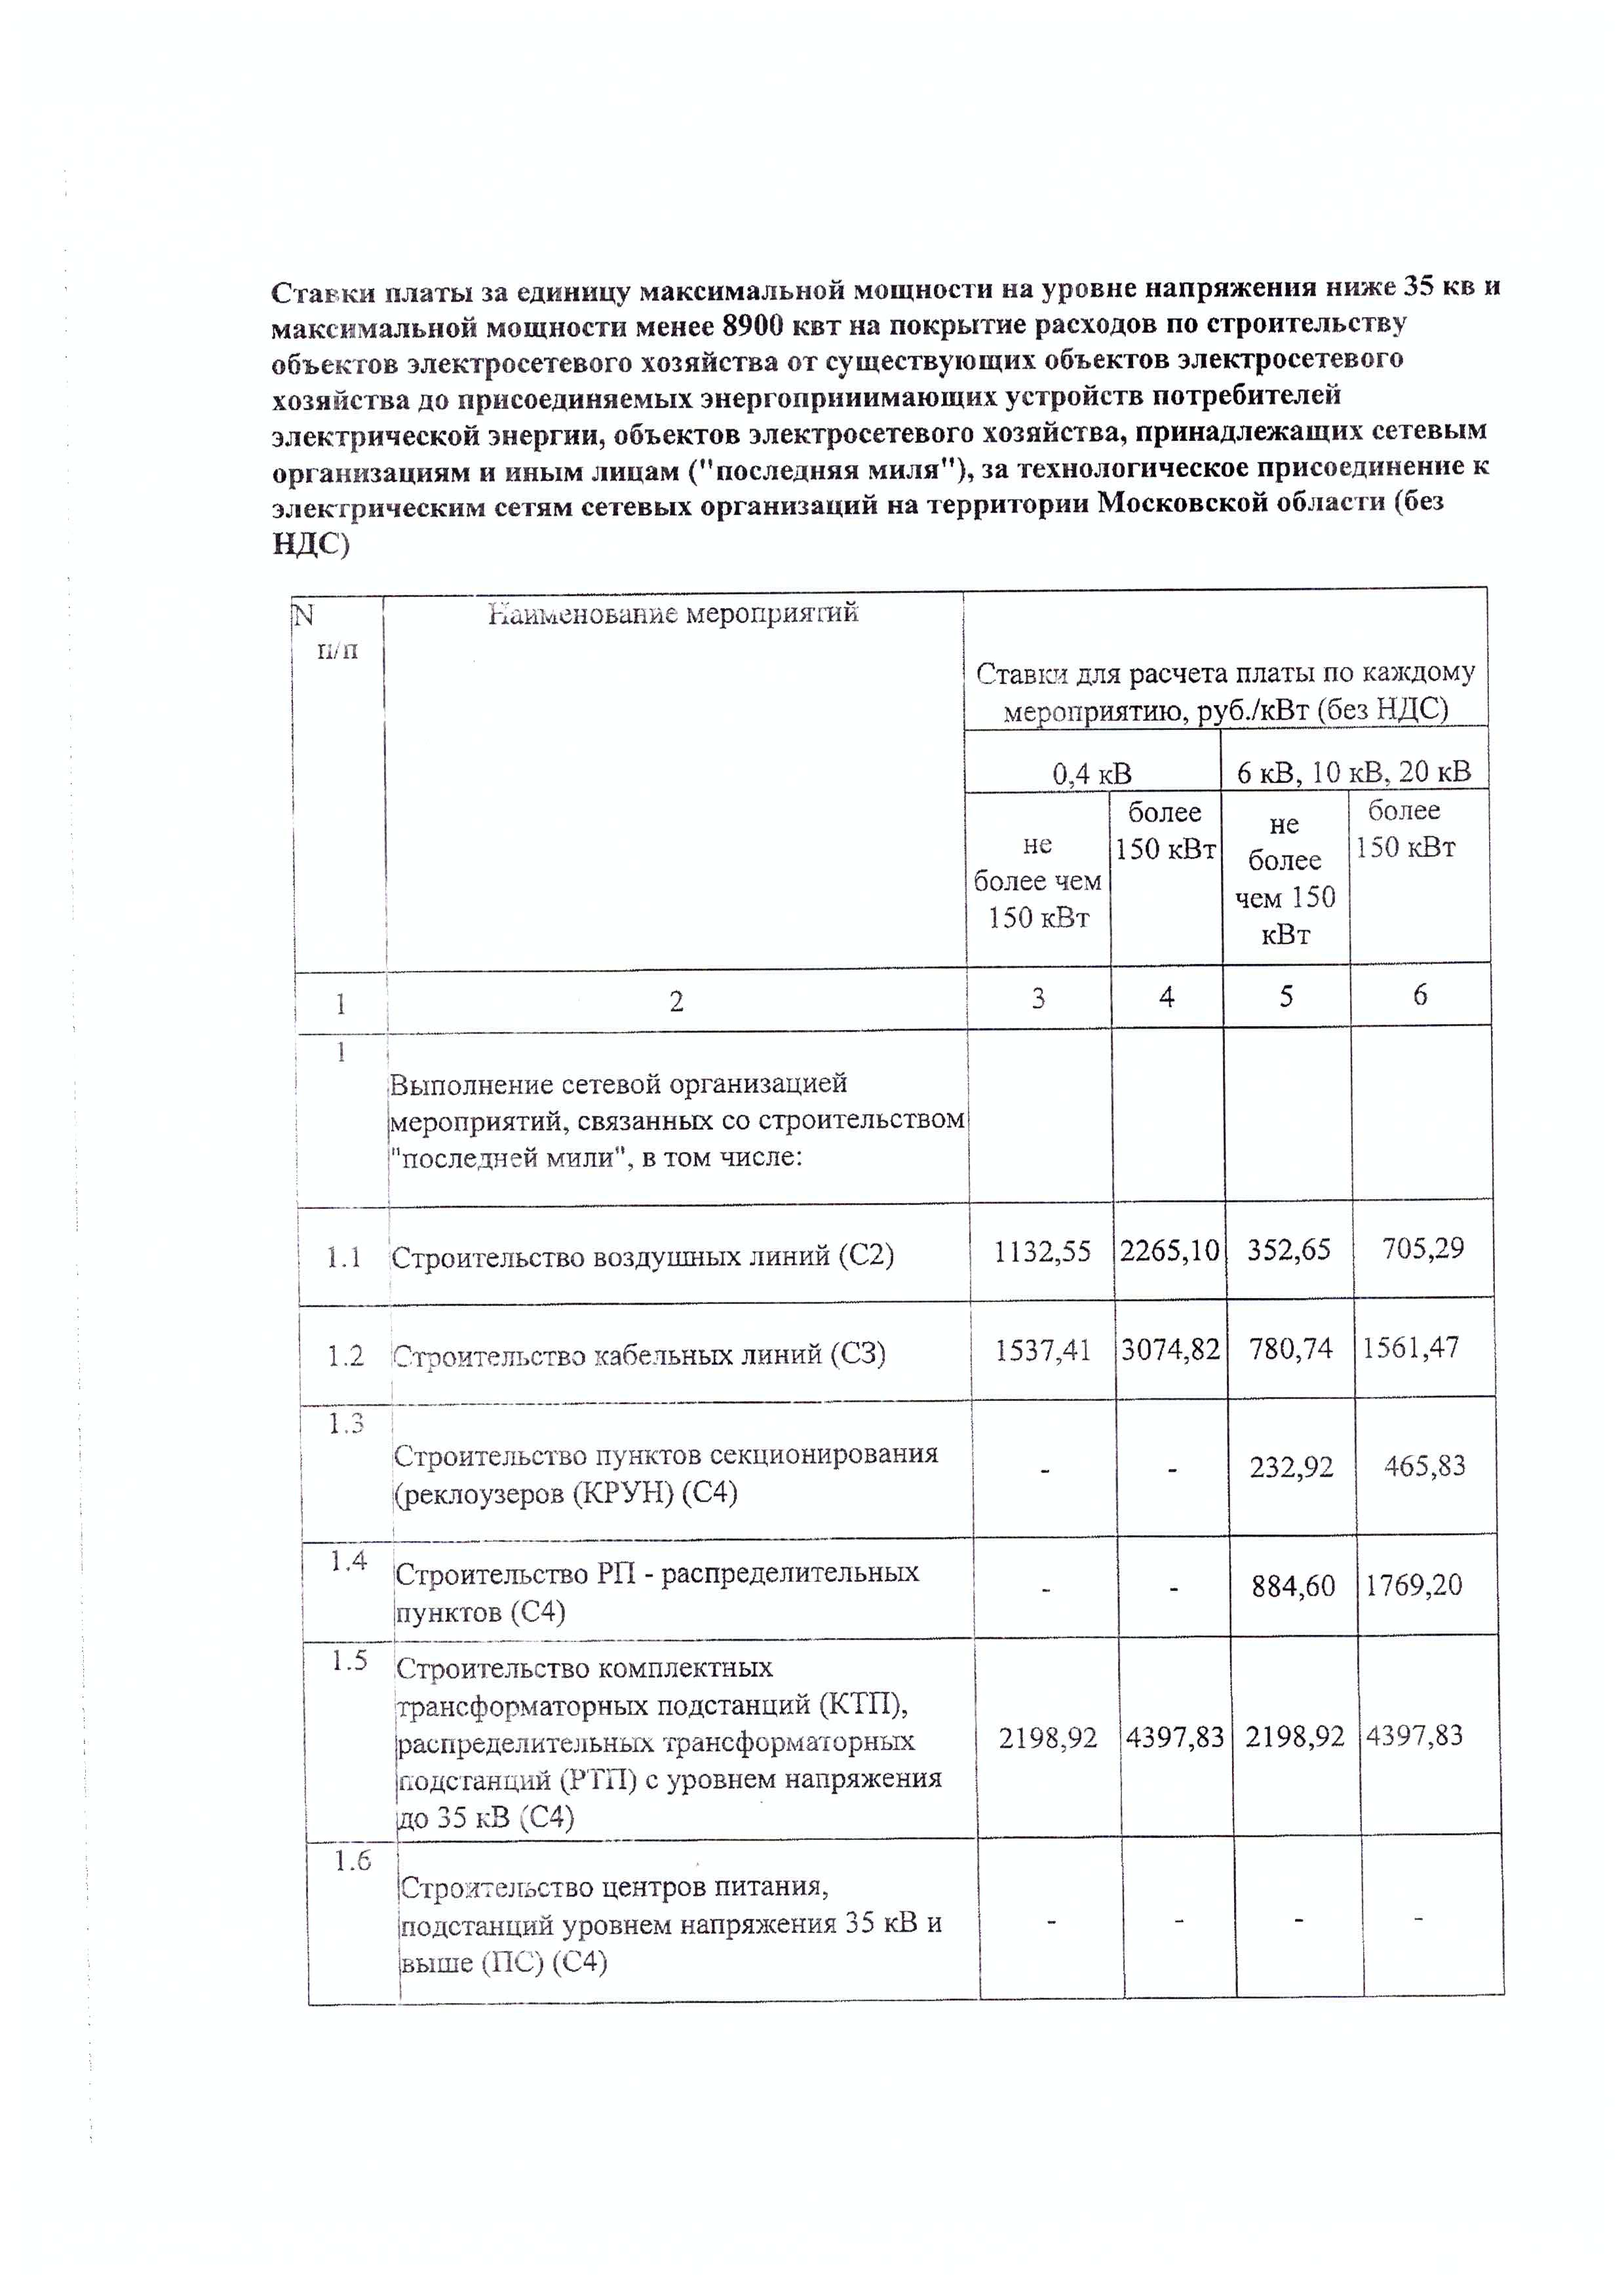 Ставки платы за единицу максимальной мощности на уровне напряжения ниже 35 кв и
максимальной мощности менее 8900 квт на покрытие расходов по строительству
объектов электросетевого хозяйства от существующих объектов электросетевого
хозяйства до присоединяемых энергопринимающих устройств потребителей
электрической энергии, объектов электросетевого хозяйства, принадлежащих сетевым
организациям и иным лицам ("последняя миля"), за технологическое присоединение к
электрическим сетям сетевых организаций на территории Московской области (без
НДС)
N
п/п
Наименование мероприятий
Ставки для расчета платы по каждому
мероприятию, руб./кВт (без НДС)
0,4 кВ
6 кВ, 10 кВ, 20 кВ
не
более чем
150 кВт
более
150 кВт
не
более
чем 150
кВт
более
150 кВт
1 2 3 4 5 6
1
Выполнение сетевой организацией
мероприятий, связанных со строительством
"последней мили", в том числе:
1.1 Строительство воздушных линий (С2) 1132,55 2265,10 352,65 705,29
1.2 Строительство кабельных линий (С3) 1537,41 3074,82 780,74 1561,47
1.3
Строительство пунктов секционирования
(реклоузеров (КРУН) (С4)
- - 232,92 465,83
1.4
Строительство РП - распределительных
пунктов (С4)
- - 884,60 1769,20
1.5
Строительство комплектных
трансформаторных подстанций (КТП),
распределительных трансформаторных
подстанций (РТП) с уровнем напряжения
до 35 кВ (С4)
2198,92 4397,83 2198,92 4397,83
1.6
Строительство центров питания,
подстанций уровнем напряжения 35 кВ и
выше (ПС) (С4)
- - - -